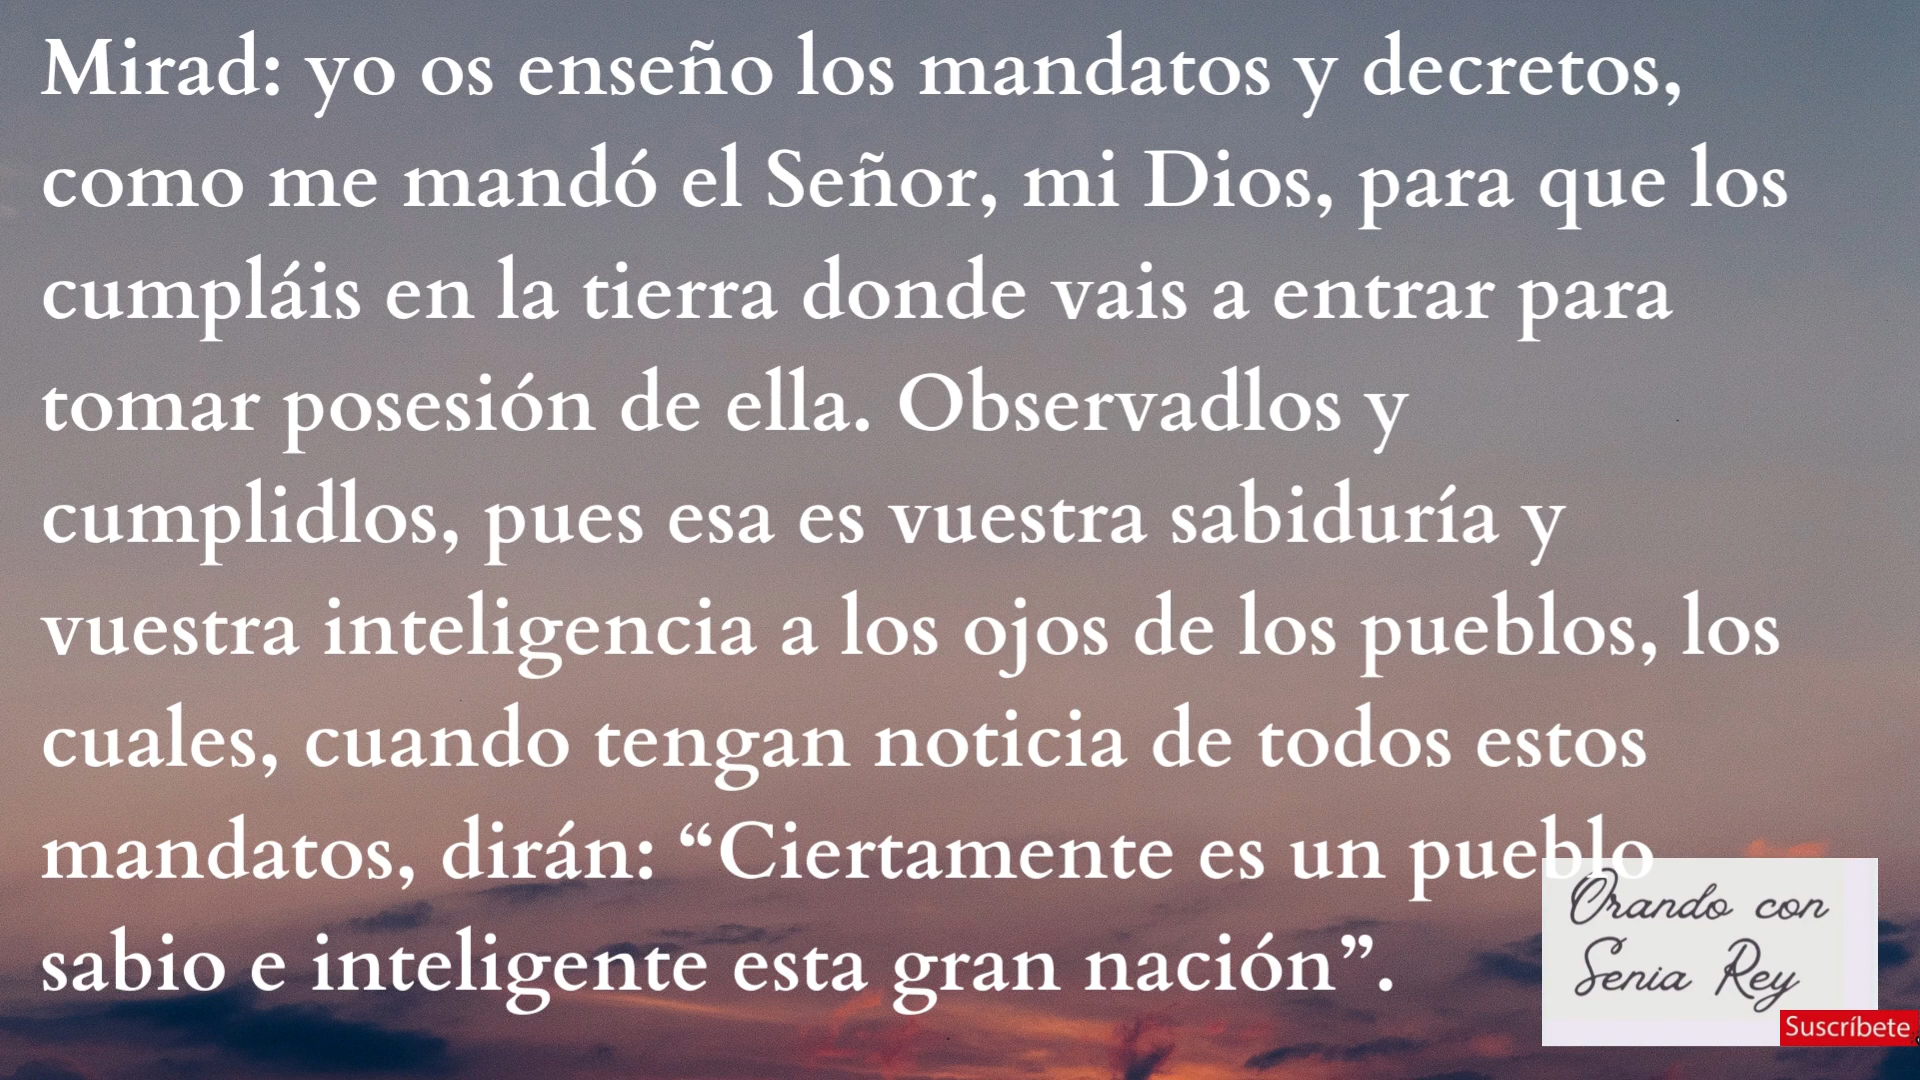 Mirad: yo os enseño los mandatos y decretos,
como me mandó el Señor, mi Dios, para que los
cumpláis en la tierra donde vais a entrar para
tomar posesión de ella. Observadlos y
cumplidlos, pues esa es vuestra sabiduría y
vuestra inteligencia a los ojos de los pueblos, los
cuales, cuando tengan noticia de todos estos
mandatos, dirán: “Ciertamente es un pueblo
sabio e inteligente esta gran nación”.
Orando con
Senia Rey
Suscríbete